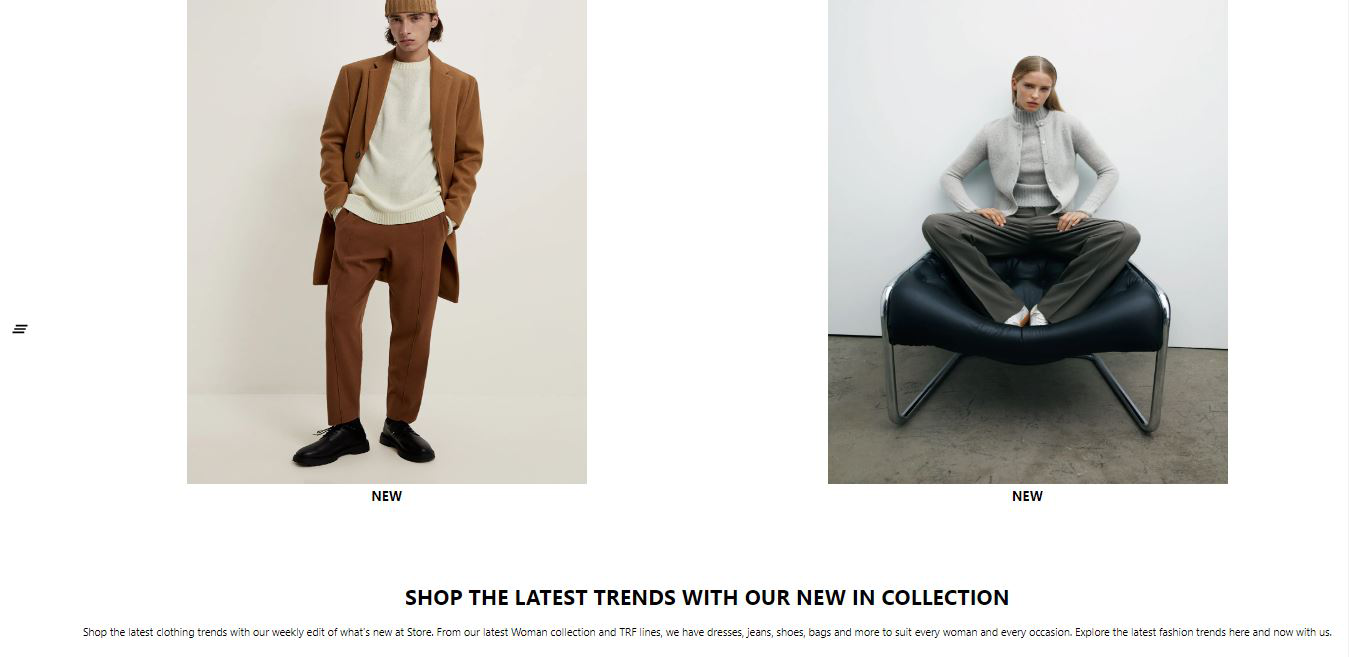 NEW
NEW
SHOP THE LATEST TRENDS WITH OUR NEW IN COLLECTION
Shop the latest clothing trends with our weekly edit of what's new at Store. From our latest Woman collection and TRF lines, we have dresses, jeans, shoes, bags and more to suit every woman and every occasion. Explore the latest fashion trends here and now with us.